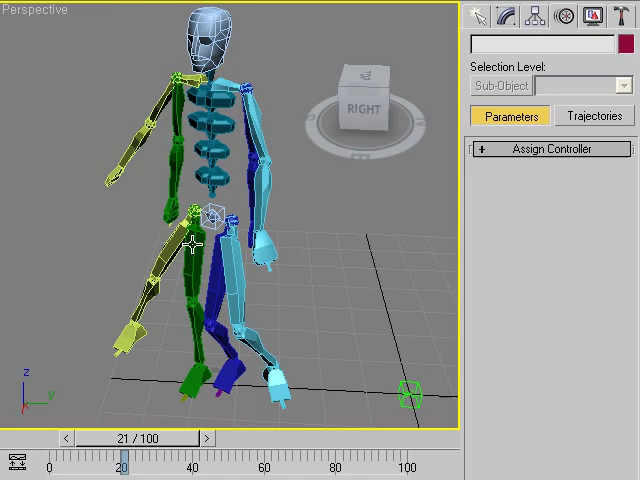 Perspective
RIGHT
z
y
Selection Level:
Sub-Object
Parameters
Trajectories
+ Assign Controller
< 21 / 100 >
0 20 40 60 80 100